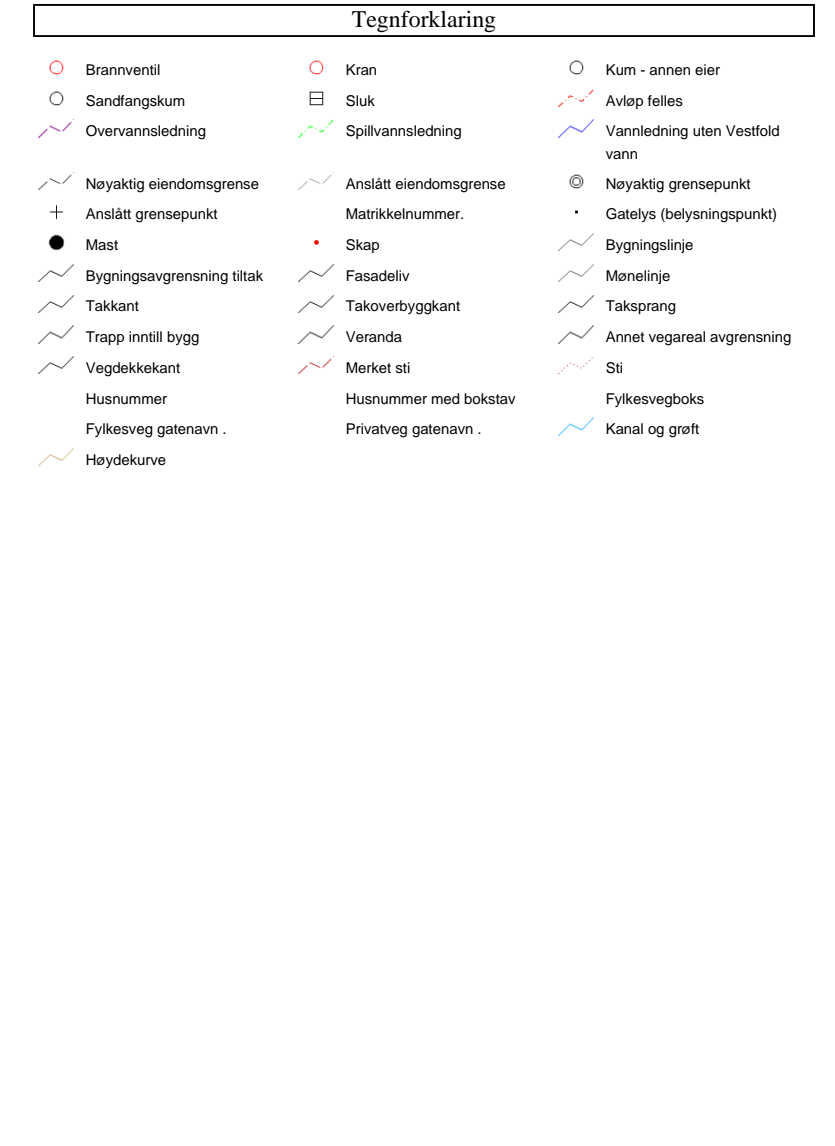 Tegnforklaring
Brannventil
Kran
Kum - annen eier
Sandfangskum
Sluk
Avløp felles
Overvannsledning
Spillvannsledning
Vannledning uten Vestfold
vann
Nøyaktig eiendomsgrense
Anslått eiendomsgrense
Nøyaktig grensepunkt
Anslått grensepunkt
Matrikkelnummer.
Gatelys (belysningspunkt)
Mast
Skap
Bygningslinje
Bygningsavgrensning tiltak
Fasadeliv
Mønelinje
Takkant
Takoverbyggkant
Taksprang
Trapp inntill bygg
Veranda
Annet vegareal avgrensning
Vegdekkekant
Merket sti
Sti
Husnummer
Husnummer med bokstav
Fylkesvegboks
Fylkesveg gatenavn .
Privatveg gatenavn .
Kanal og grøft
Høydekurve